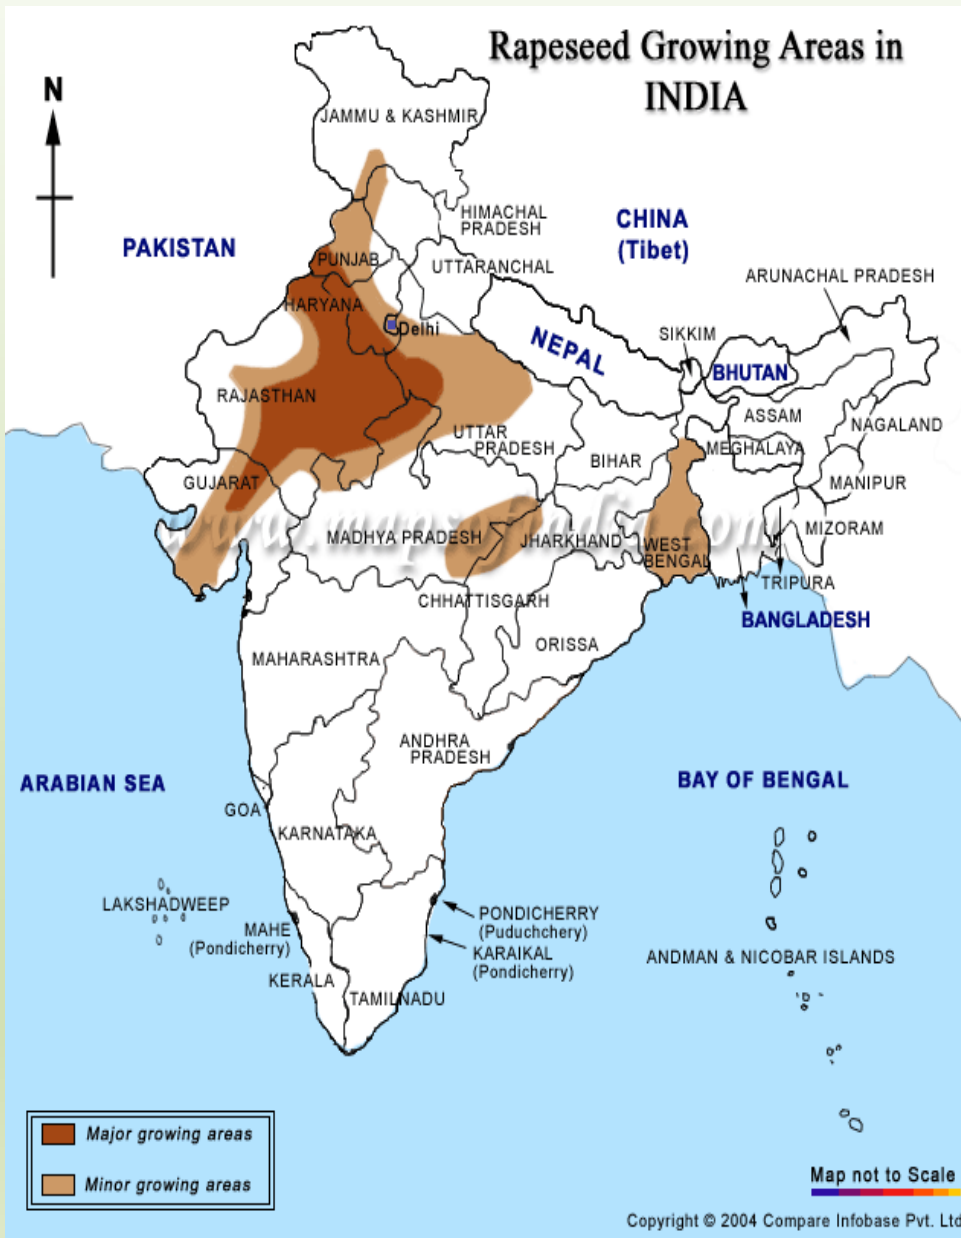 Rapeseed Growing Areas in
INDIA
N
JAMMU & KASHMIR
HIMACHAL
PRADESH
CHINA
(Tibet)
PAKISTAN
PUNJAB
UTTARANCHAL
ARUNACHAL PRADESH
HARYANA
Delhi
NEPAL
SIKKIM
BHUTAN
RAJASTHAN
ASSAM
NAGALAND
UTTAR
PRADESH
MEGHALAYA
BIHAR
GUJARAT
MANIPUR
www.mapsofindia.com
MADHYA PRADESH
JHARKHAND
WEST
BENGAL
MIZORAM
TRIPURA
CHHATTISGARH
BANGLADESH
ORISSA
MAHARASHTRA
ANDHRA
PRADESH
ARABIAN SEA
BAY OF BENGAL
GOA
KARNATAKA
LAKSHADWEEP
PONDICHERRY
(Puduchchery)
MAHE
(Pondicherry)
KARAIKAL
(Pondicherry)
ANDMAN & NICOBAR ISLANDS
KERALA
TAMILNADU
Major growing areas
Minor growing areas
Map not to Scale
Copyright © 2004 Compare Infobase Pvt. Ltd